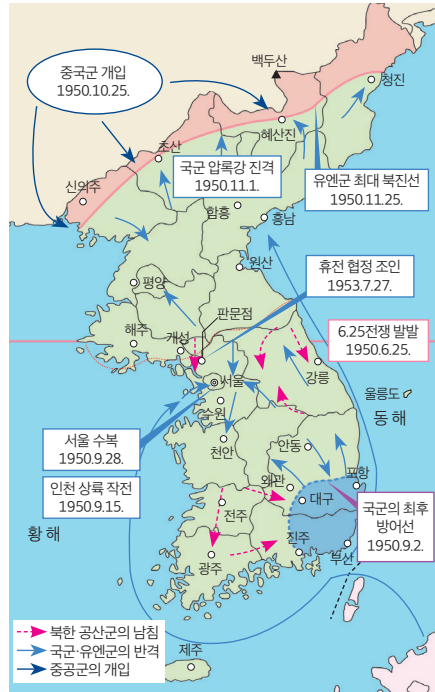 중국군 개입
1950.10.25.
백두산
청진
혜산진
초산
국군 압록강 진격
1950.11.1.
유엔군 최대 북진선
1950.11.25.
신의주
함흥
흥남
원산
평양
휴전 협정 조인
1953.7.27.
판문점
해주
개성
6.25전쟁 발발
1950.6.25.
서울
강릉
울릉도
수원
동해
서울 수복
1950.9.28.
천안
안동
인천 상륙 작전
1950.9.15.
왜관
포항
대구
국군의 최후
방어선
1950.9.2.
황해
전주
진주
부산
광주
북한 공산군의 남침
국군·유엔군의 반격
중공군의 개입
제주